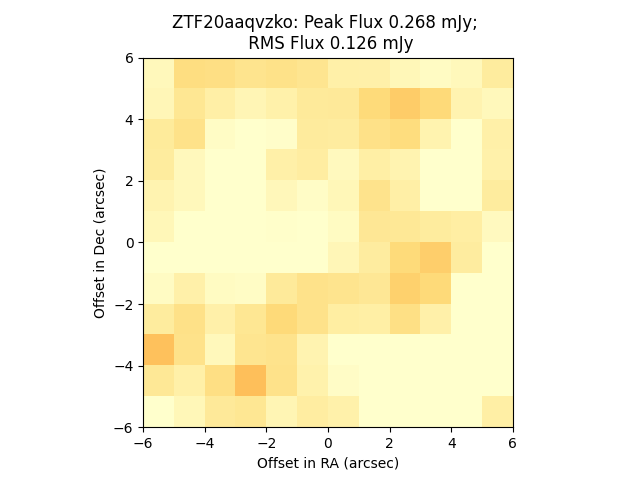 ZTF20aaqvzko: Peak Flux 0.268 mJy;
RMS Flux 0.126 mJy
6
4
2
0
−2
−4
−6
Offset in Dec (arcsec)
−6 −4 −2 0 2 4 6
Offset in RA (arcsec)